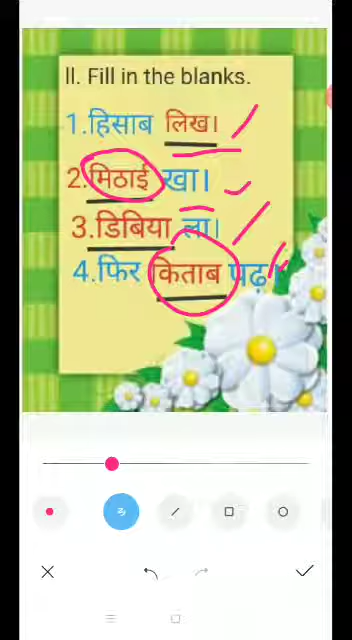 II. Fill in the blanks.
1.हिसाब लिख।
2.मिठाई खा।
3.डिबिया ला।
4.फिर किताब पढ़।